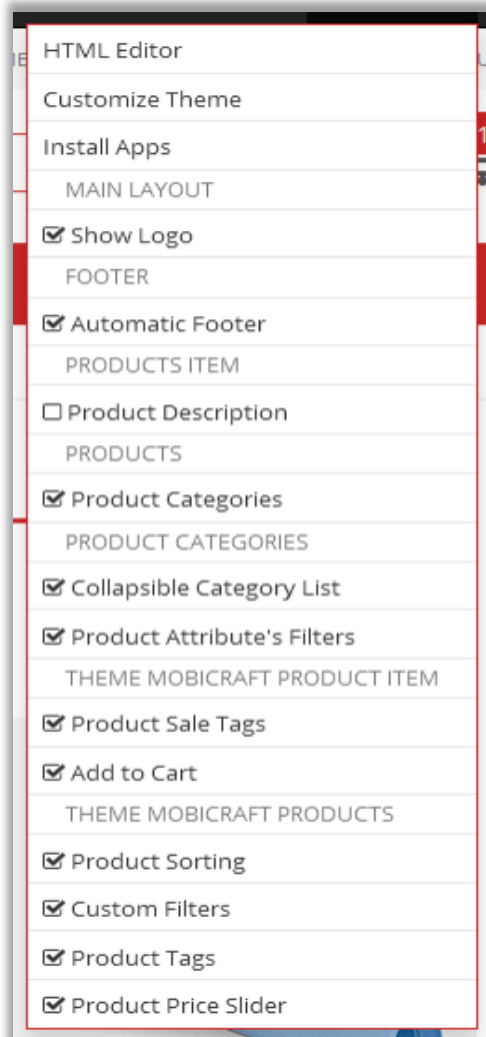 HTML Editor
Customize Theme
Install Apps
MAIN LAYOUT
Show Logo
FOOTER
Automatic Footer
PRODUCTS ITEM
Product Description
PRODUCTS
Product Categories
PRODUCT CATEGORIES
Collapsible Category List
Product Attribute's Filters
THEME MOBICRAFT PRODUCT ITEM
Product Sale Tags
Add to Cart
THEME MOBICRAFT PRODUCTS
Product Sorting
Custom Filters
Product Tags
Product Price Slider